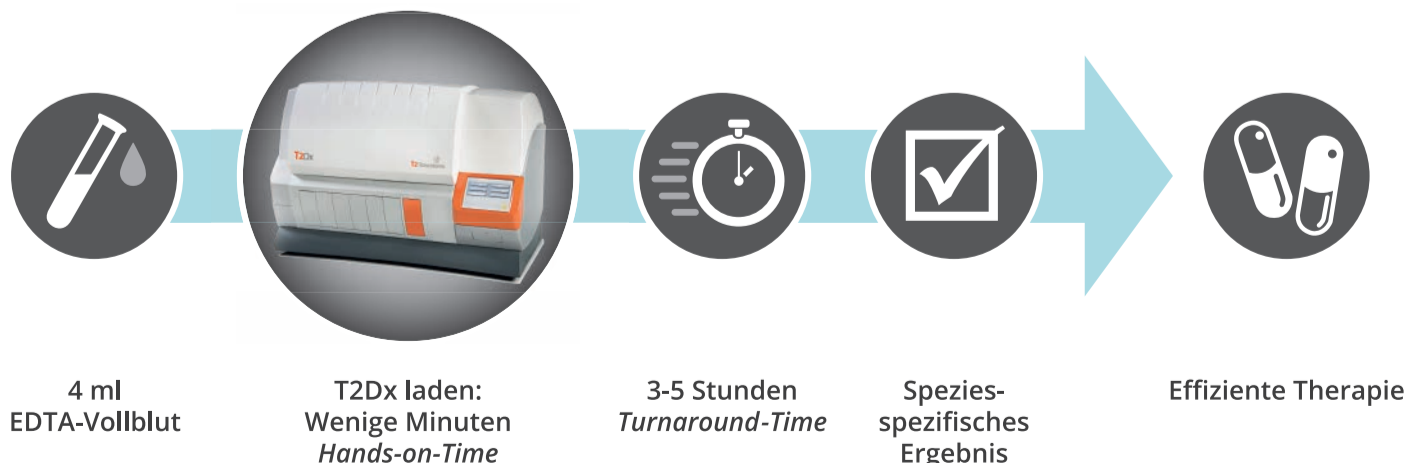 T2Dx
T2Biosystems
4 ml
EDTA-Vollblut
T2Dx laden:
Wenige Minuten
Hands-on-Time
3-5 Stunden
Turnaround-Time
Spezies-
spezifisches
Ergebnis
Effiziente Therapie